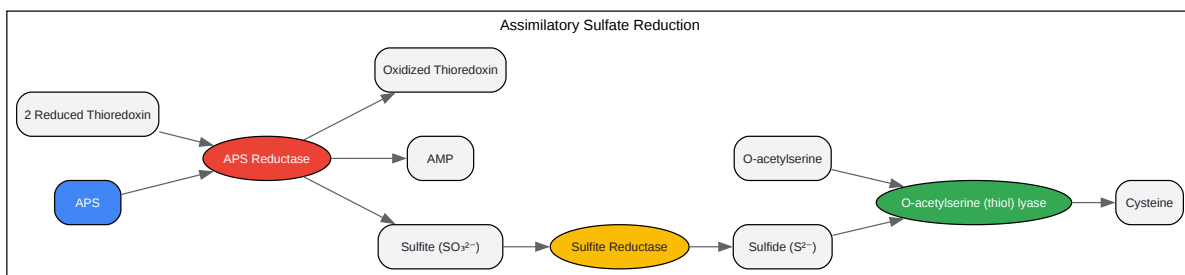 Assimilatory Sulfate Reduction
Oxidized Thioredoxin
2 Reduced Thioredoxin
APS Reductase
AMP
O-acetylserine
APS
O-acetylserine (thiol) lyase
Cysteine
Sulfite (SO₃²⁻)
Sulfite Reductase
Sulfide (S²⁻)